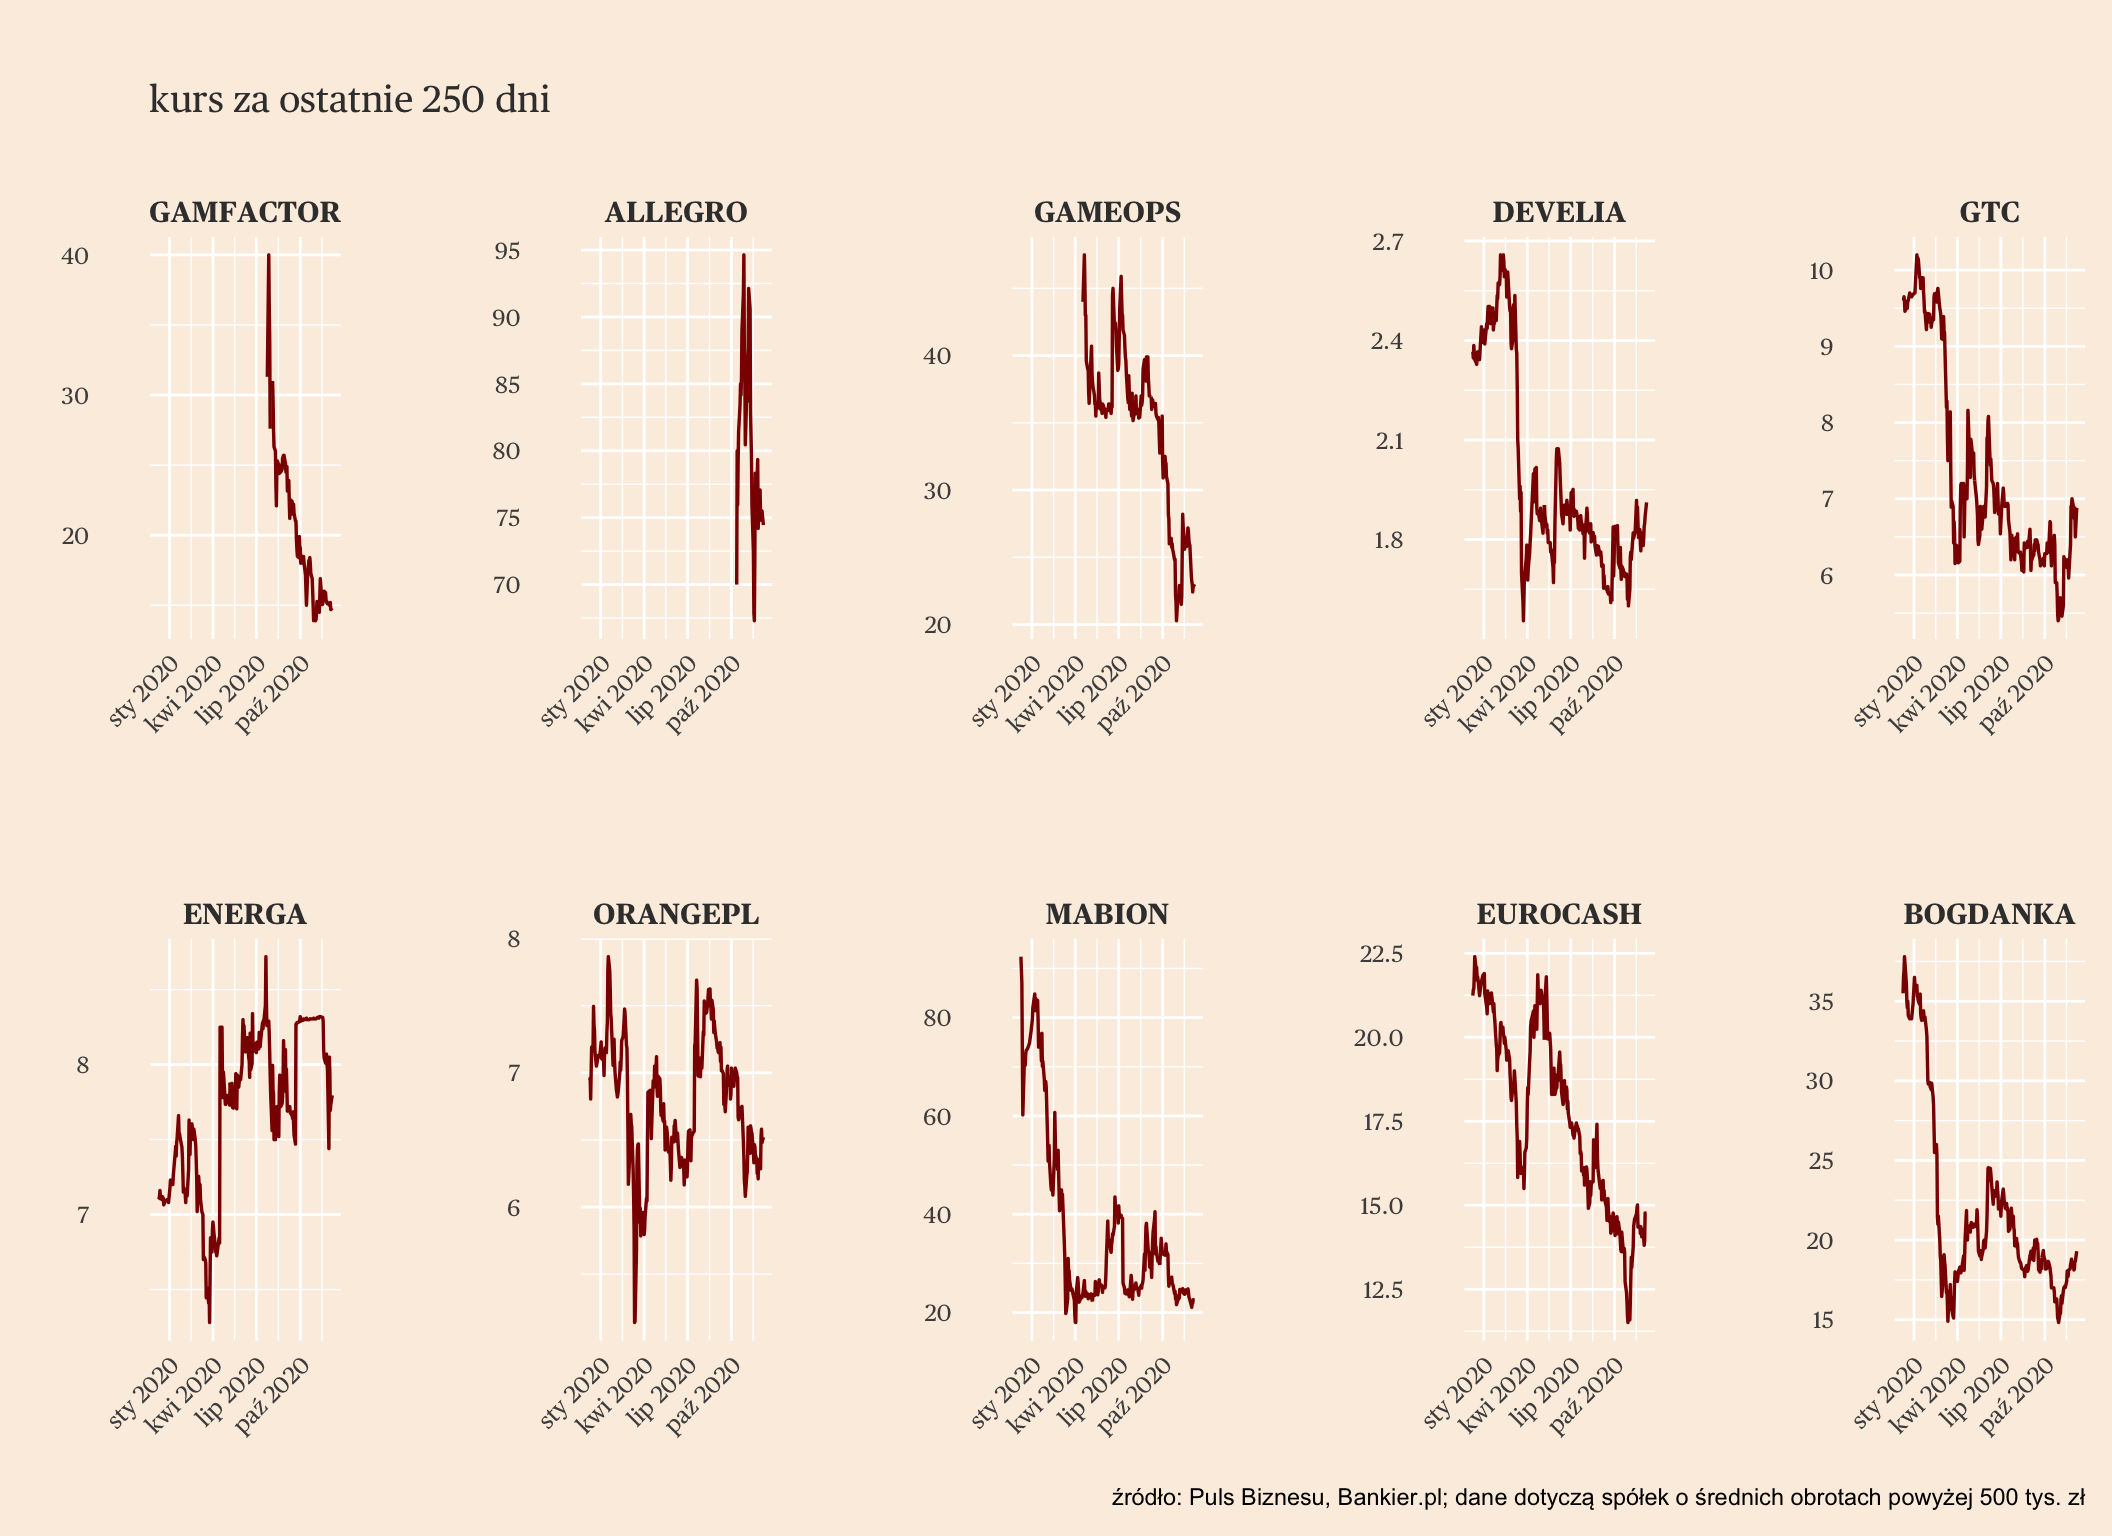 kurs za ostatnie 250 dni
GAMFACTOR
40
30
20
sty 2020
kwi 2020
lip 2020
paź 2020
ALLEGRO
95
90
85
80
75
70
sty 2020
kwi 2020
lip 2020
paź 2020
GAMEOPS
40
30
20
sty 2020
kwi 2020
lip 2020
paź 2020
DEVELIA
2.7
2.4
2.1
1.8
sty 2020
kwi 2020
lip 2020
paź 2020
GTC
10
9
8
7
6
sty 2020
kwi 2020
lip 2020
paź 2020
ENERGA
8
7
sty 2020
kwi 2020
lip 2020
paź 2020
ORANGEPL
8
7
6
sty 2020
kwi 2020
lip 2020
paź 2020
MABION
80
60
40
20
sty 2020
kwi 2020
lip 2020
paź 2020
EUROCASH
22.5
20.0
17.5
15.0
12.5
sty 2020
kwi 2020
lip 2020
paź 2020
BOGDANKA
35
30
25
20
15
sty 2020
kwi 2020
lip 2020
paź 2020
źródło: Puls Biznesu, Bankier.pl; dane dotyczą spółek o średnich obrotach powyżej 500 tys. zł